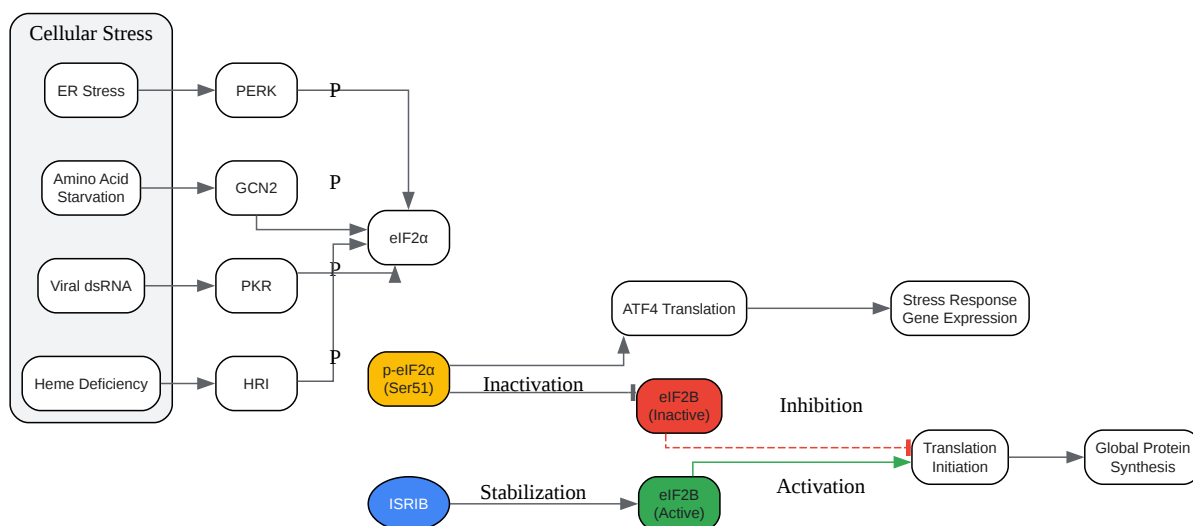 Cellular Stress
ER Stress
PERK
P
Amino Acid
Starvation
GCN2
P
eIF2α
Viral dsRNA
PKR
P
Heme Deficiency
HRI
P
ATF4 Translation
Stress Response
Gene Expression
p-eIF2α
(Ser51)
Inactivation
eIF2B
(Inactive)
Inhibition
Translation
Initiation
Global Protein
Synthesis
ISRIB
Stabilization
eIF2B
(Active)
Activation